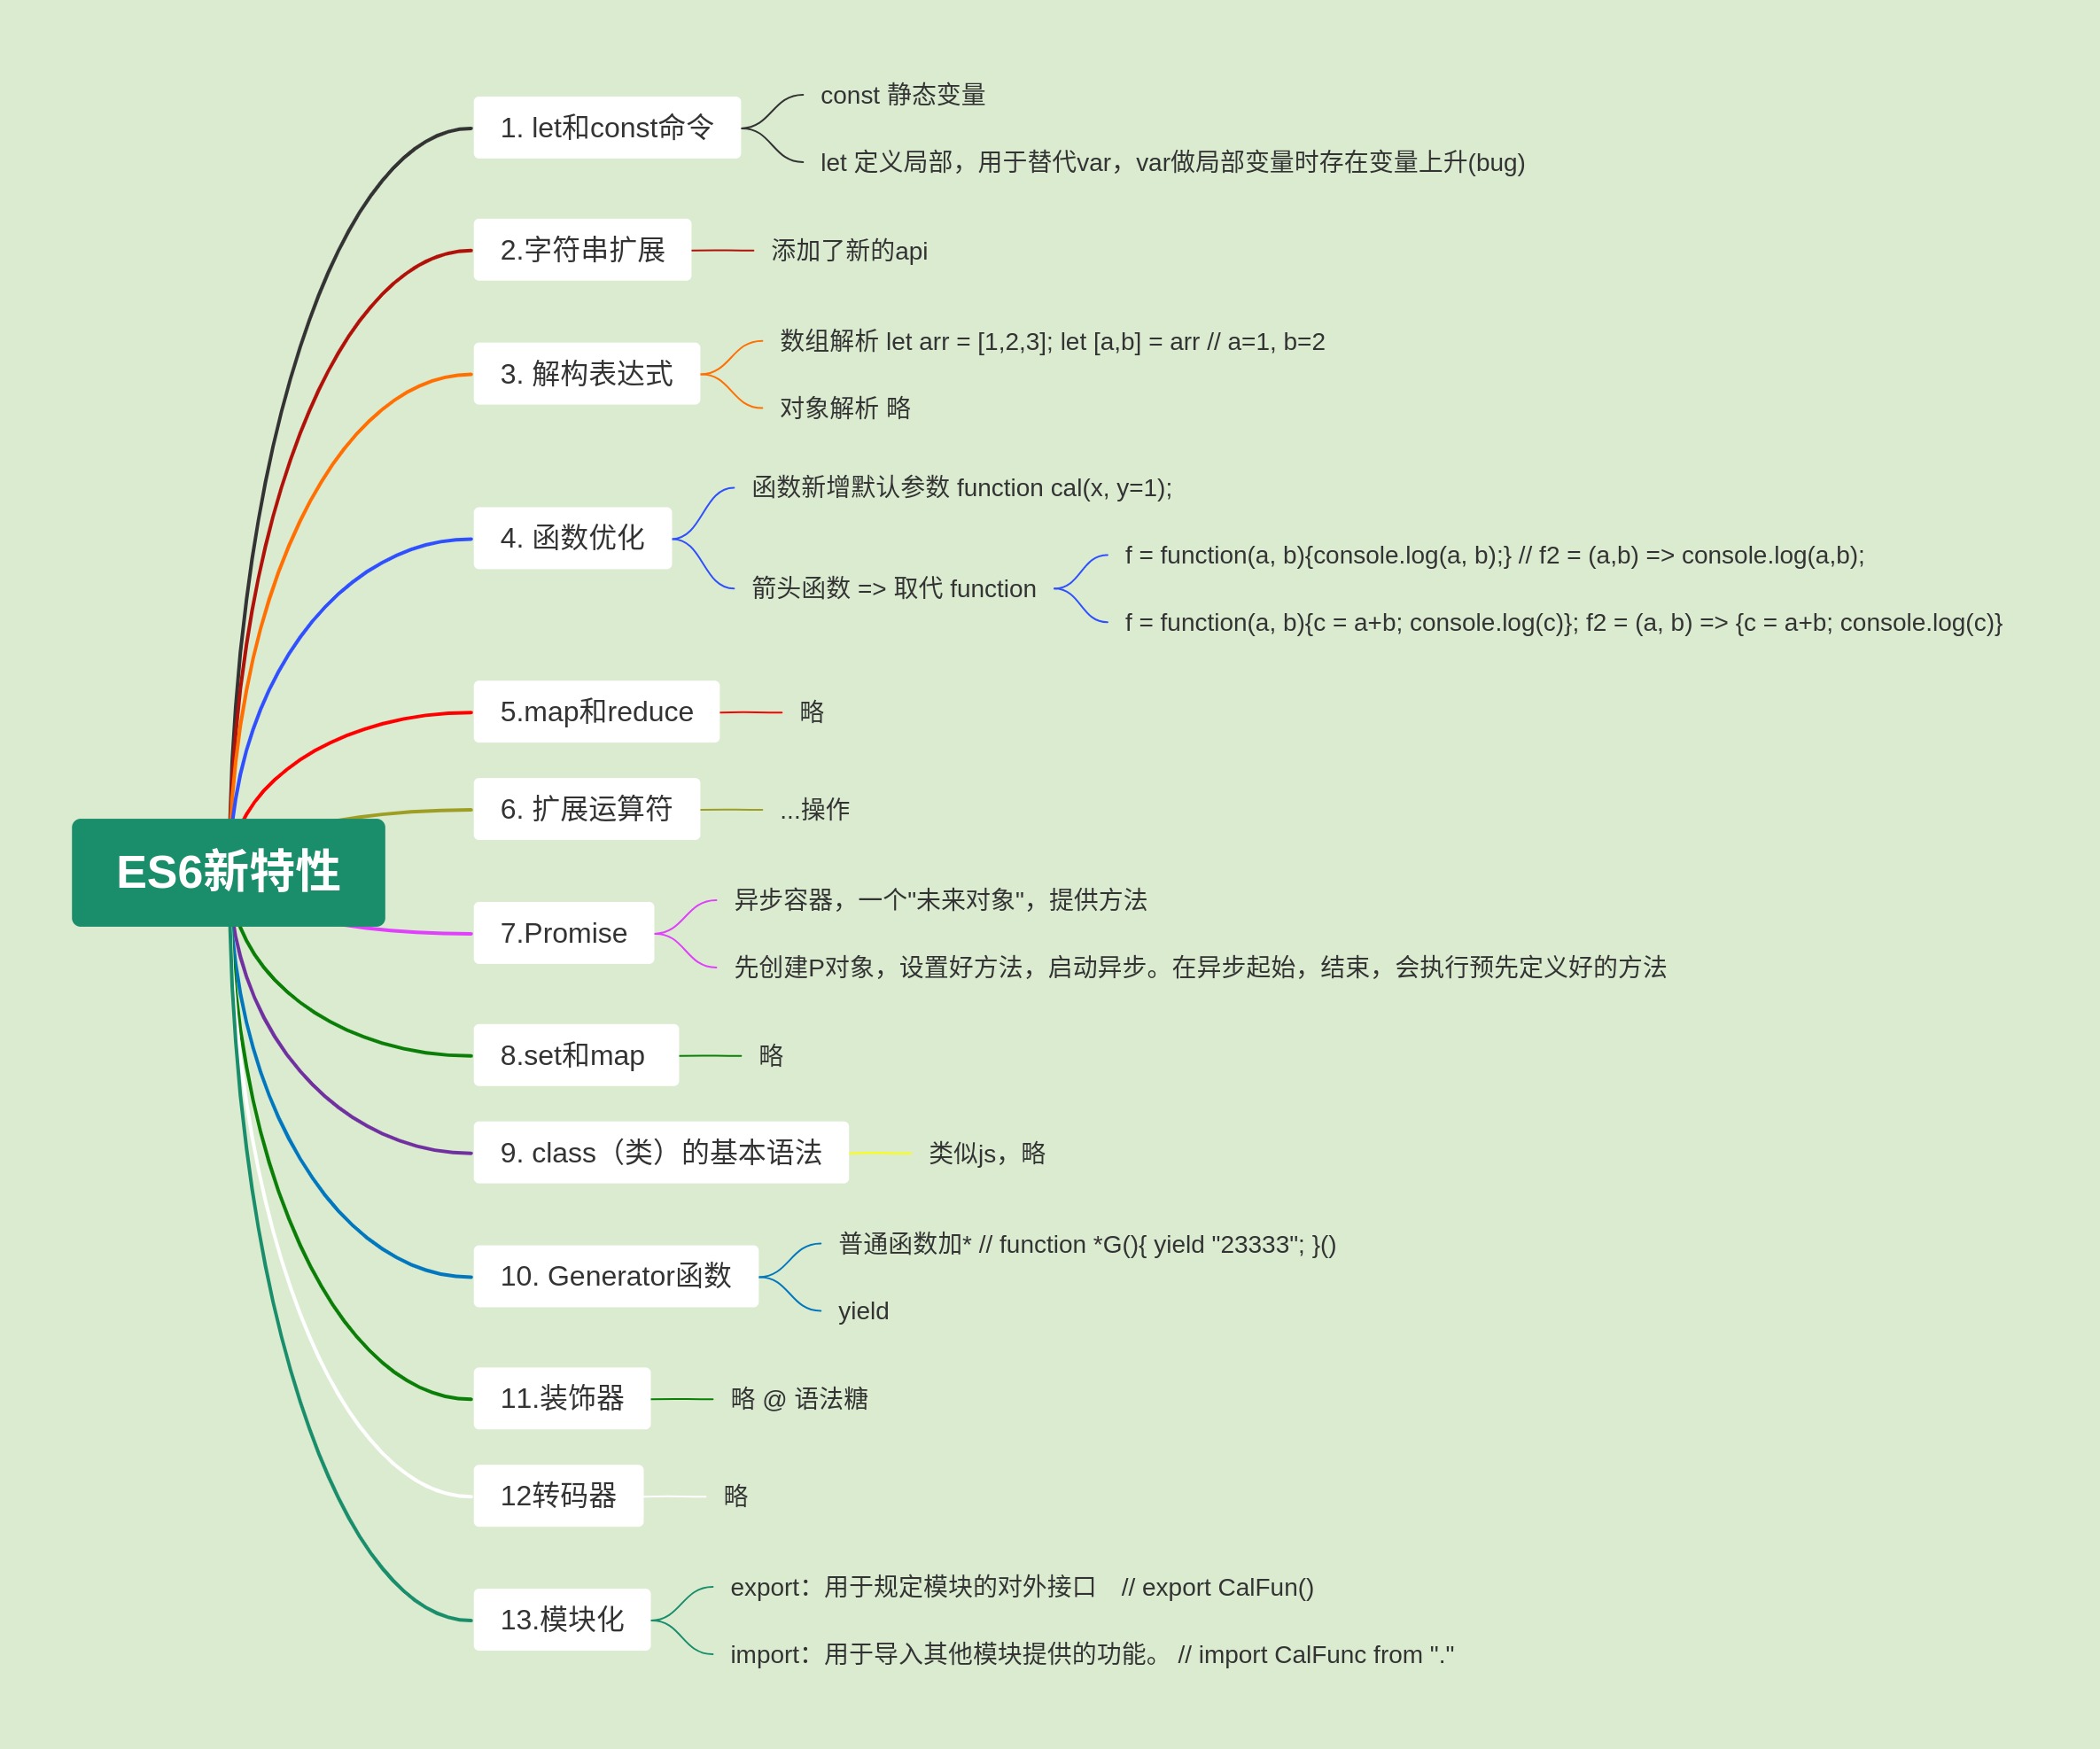 ES6新特性
1. let和const命令
const 静态变量
let 定义局部，用于替代var，var做局部变量时存在变量上升(bug)
2.字符串扩展
添加了新的api
3. 解构表达式
数组解析 let arr = [1,2,3]; let [a,b] = arr // a=1, b=2
对象解析 略
4. 函数优化
函数新增默认参数 function cal(x, y=1);
箭头函数 => 取代 function
f = function(a, b){console.log(a, b);} // f2 = (a,b) => console.log(a,b);
f = function(a, b){c = a+b; console.log(c)}; f2 = (a, b) => {c = a+b; console.log(c)}
5.map和reduce
略
6. 扩展运算符
...操作
7.Promise
异步容器，一个"未来对象"，提供方法
先创建P对象，设置好方法，启动异步。在异步起始，结束，会执行预先定义好的方法
8.set和map
略
9. class（类）的基本语法
类似js，略
10. Generator函数
普通函数加* // function *G(){ yield "23333"; }()
yield
11.装饰器
略 @ 语法糖
12转码器
略
13.模块化
export：用于规定模块的对外接口 // export CalFun()
import：用于导入其他模块提供的功能。 // import CalFunc from "."